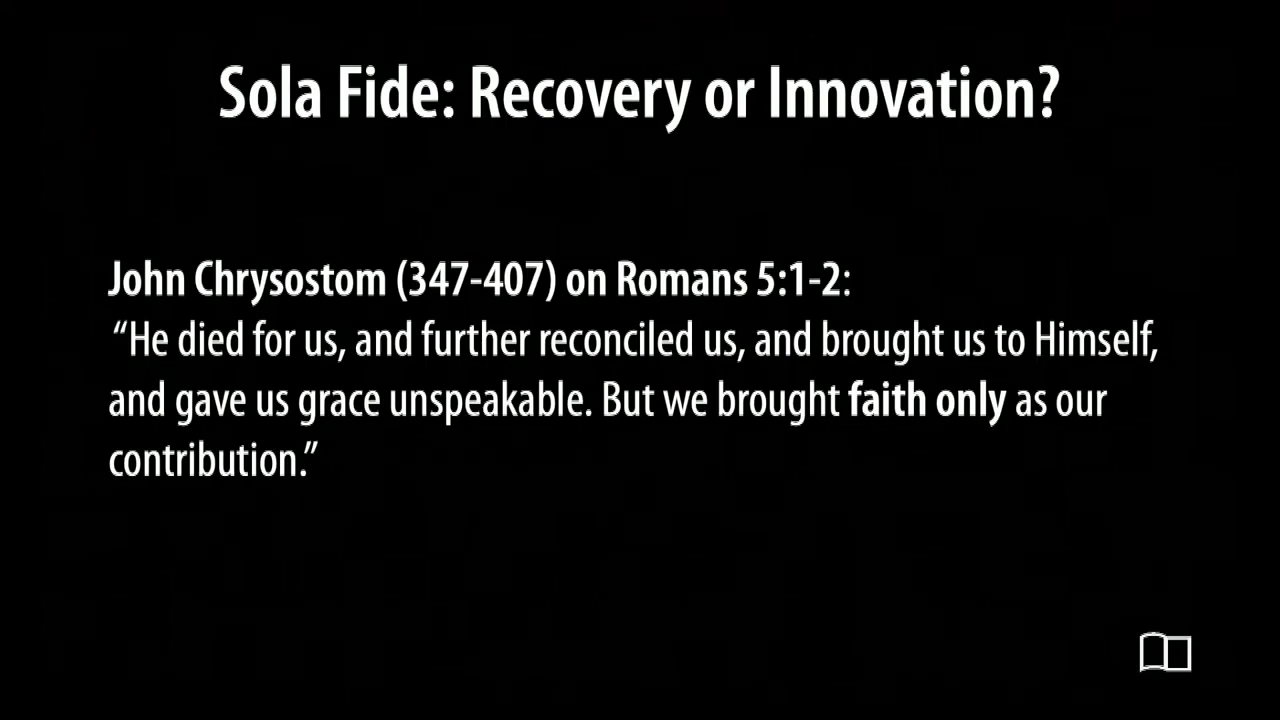 Sola Fide: Recovery or Innovation?
John Chrysostom (347-407) on Romans 5:1-2:
“He died for us, and further reconciled us, and brought us to Himself,
and gave us grace unspeakable. But we brought faith only as our
contribution.”